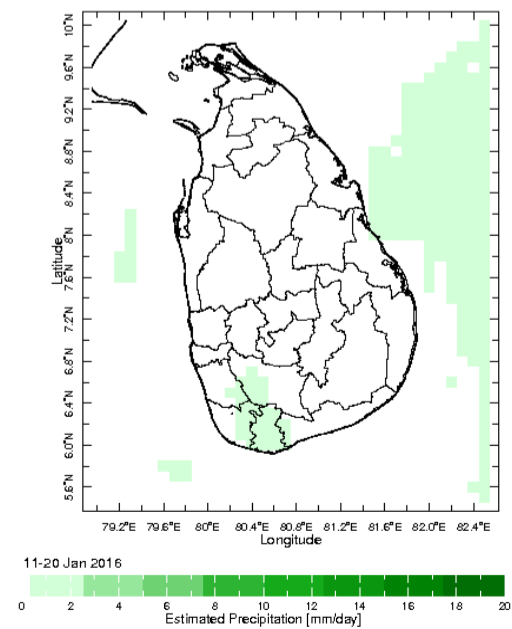 10°N
9.6°N
9.2°N
8.8°N
8.4°N
8°N
7.6°N
7.2°N
6.8°N
6.4°N
6.0°N
5.6°N
Latitude
79.2°E 79.6°E 80°E 80.4°E 80.8°E 81.2°E 81.6°E 82.0°E 82.4°E
Longitude
11-20 Jan 2016
0 2 4 6 8 10 12 14 16 18 20
Estimated Precipitation [mm/day]